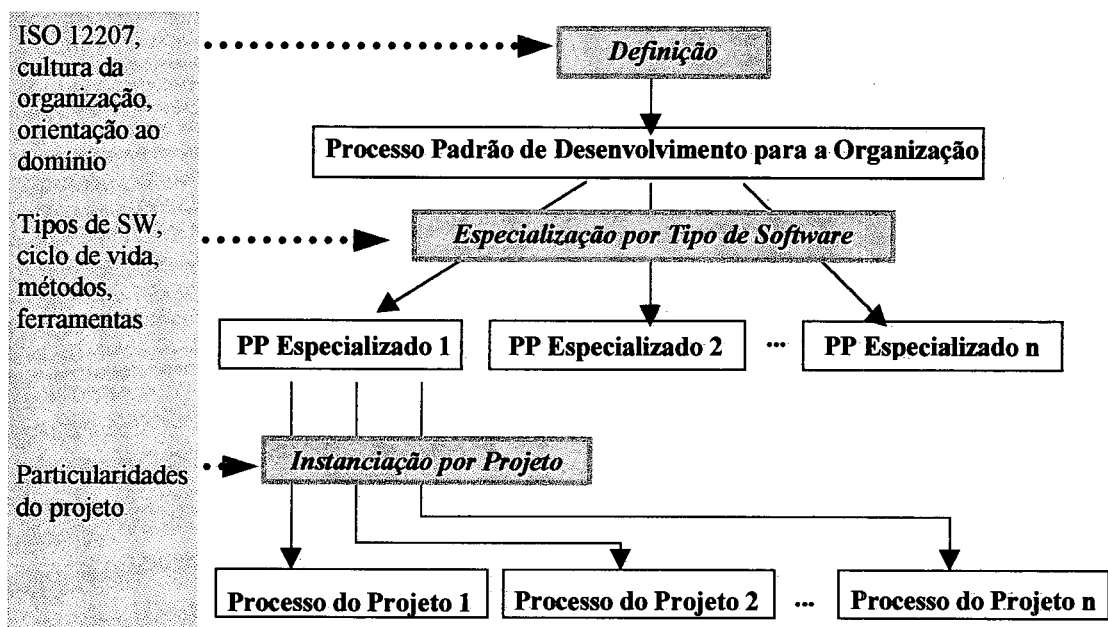 ISO 12207,
cultura da
organização,
orientação ao
domínio
Definição
Processo Padrão de Desenvolvimento para a Organização
Tipos de SW,
ciclo de vida,
métodos,
ferramentas
Especialização por Tipo de Software
PP Especializado 1
PP Especializado 2
...
PP Especializado n
Particularidades
do projeto
Instanciação por Projeto
Processo do Projeto 1
Processo do Projeto 2
...
Processo do Projeto n